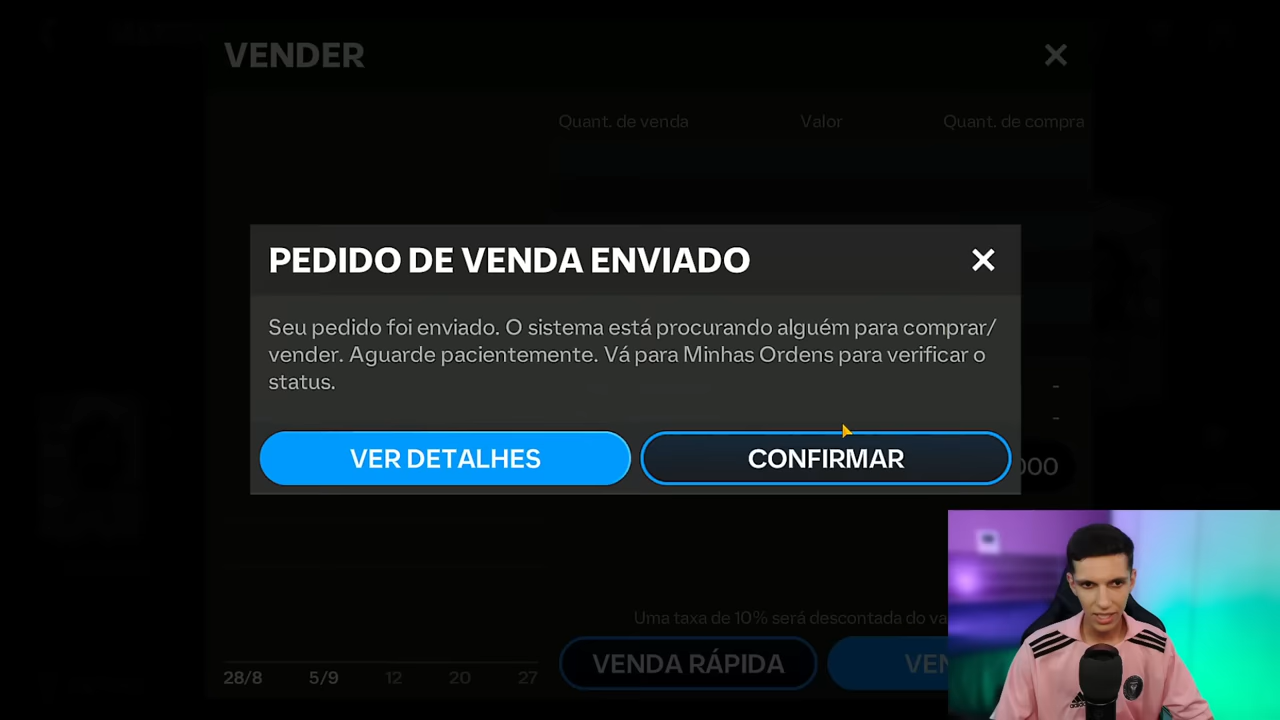 VENDER
Quant. de venda Valor Quant. de compra
PEDIDO DE VENDA ENVIADO
Seu pedido foi enviado. O sistema está procurando alguém para comprar/
vender. Aguarde pacientemente. Vá para Minhas Ordens para verificar o
status.
-
-
VER DETALHES CONFIRMAR
000
Uma taxa de 10% será descontada do va
VENDA RÁPIDA VEN
28/8 5/9 12 20 27